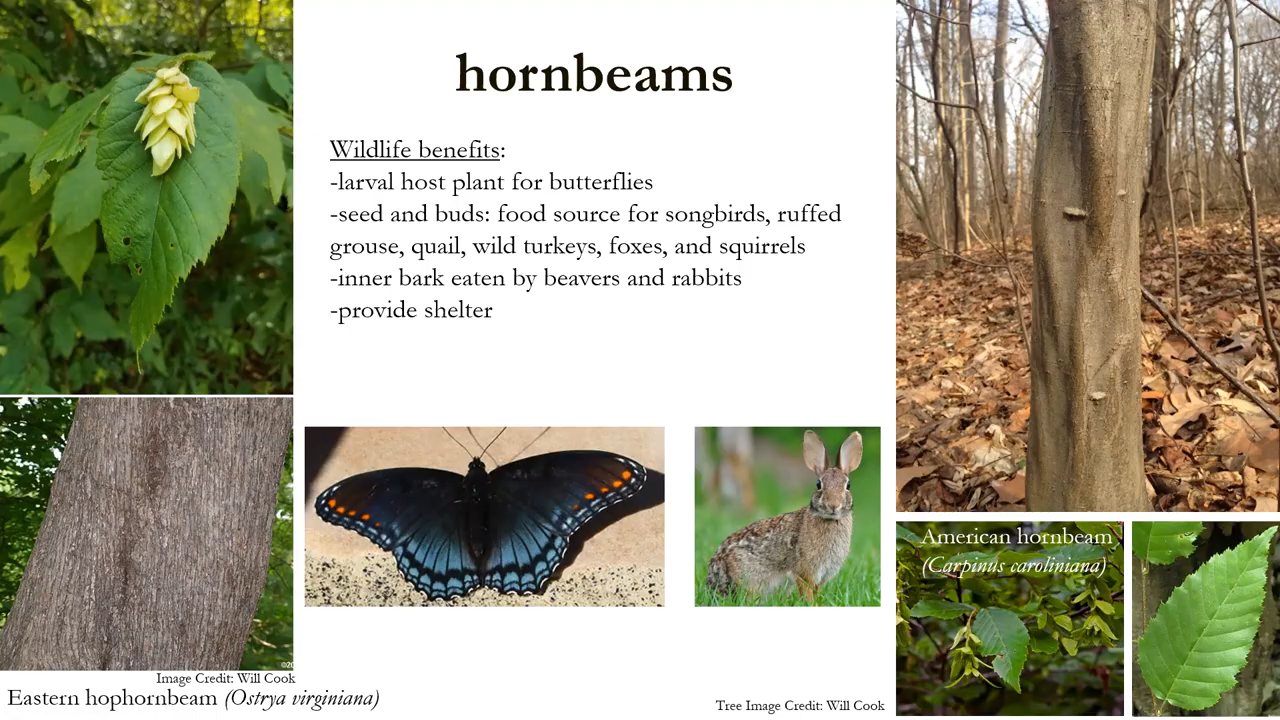 hornbeams
Wildlife benefits:
-larval host plant for butterflies
-seed and buds: food source for songbirds, ruffed
grouse, quail, wild turkeys, foxes, and squirrels
-inner bark eaten by beavers and rabbits
-provide shelter
American hornbeam
(Carpinus caroliniana)
©20
Image Credit: Will Cook
Eastern hophornbeam (Ostrya virginiana)
Tree Image Credit: Will Cook